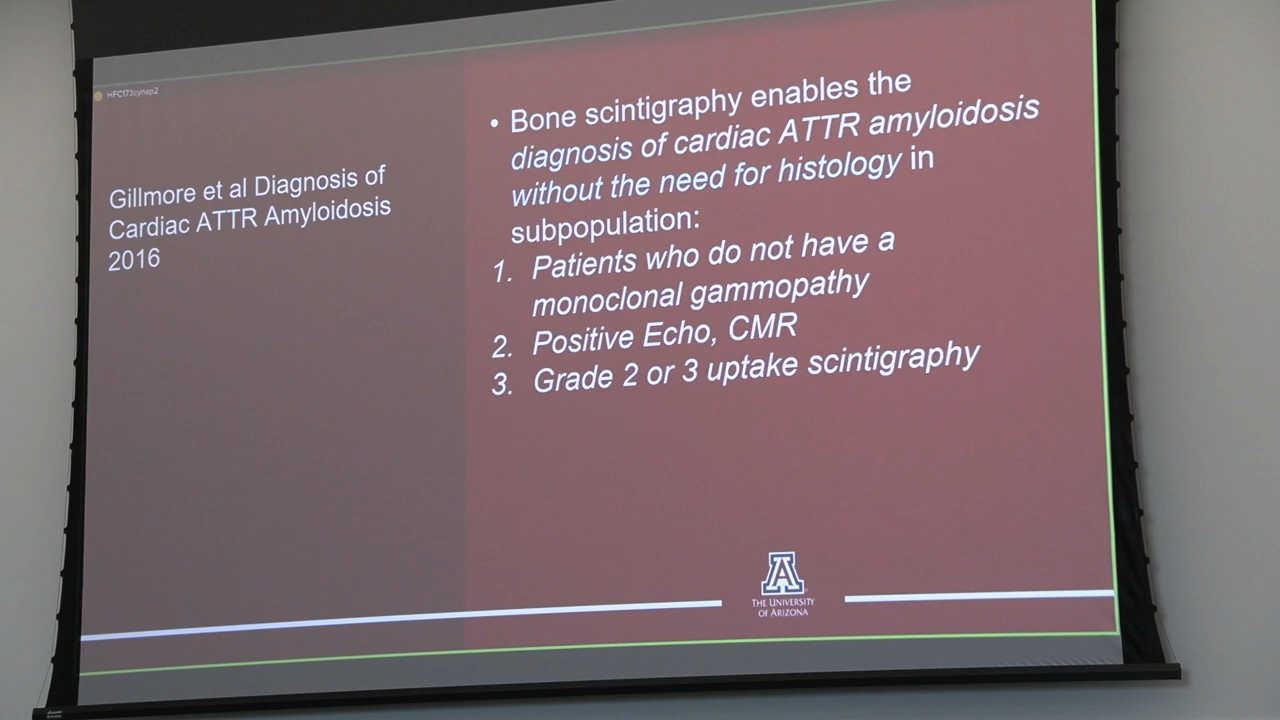 HFC173cynap2
Gillmore et al Diagnosis of
Cardiac ATTR Amyloidosis
2016
• Bone scintigraphy enables the
diagnosis of cardiac ATTR amyloidosis
without the need for histology in
subpopulation:
1. Patients who do not have a
monoclonal gammopathy
2. Positive Echo, CMR
3. Grade 2 or 3 uptake scintigraphy
A
THE UNIVERSITY
OF ARIZONA